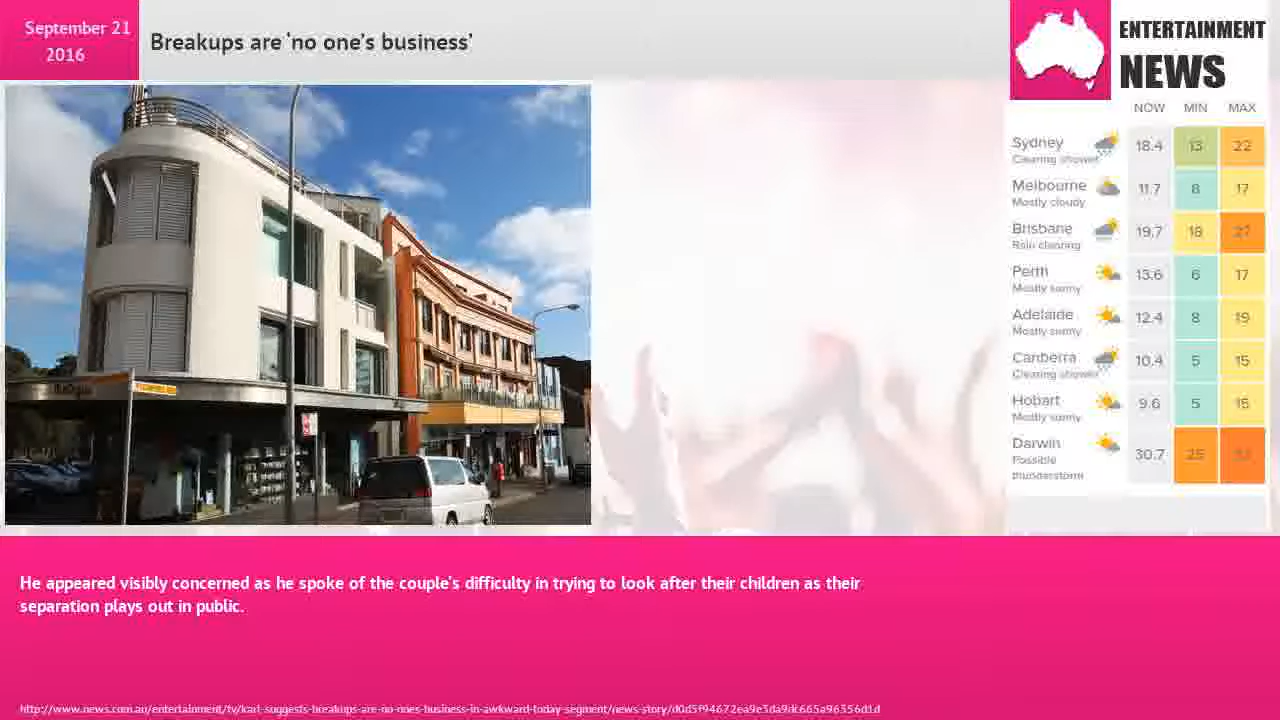 September 21
2016
Breakups are 'no one's business'
ENTERTAINMENT
NEWS
NOW MIN MAX
Sydney 18.4 13 22
Clearing shower
Melbourne 11.7 8 17
Mostly cloudy
Brisbane 19.7 18 27
Rain clearing
Perth 13.6 6 17
Mostly sunny
Adelaide 12.4 8 19
Mostly sunny
Canberra 10.4 5 15
Clearing shower
Hobart 9.6 5 15
Mostly sunny
Darwin 30.7 25
Possible
thunderstorm
He appeared visibly concerned as he spoke of the couple's difficulty in trying to look after their children as their
separation plays out in public.